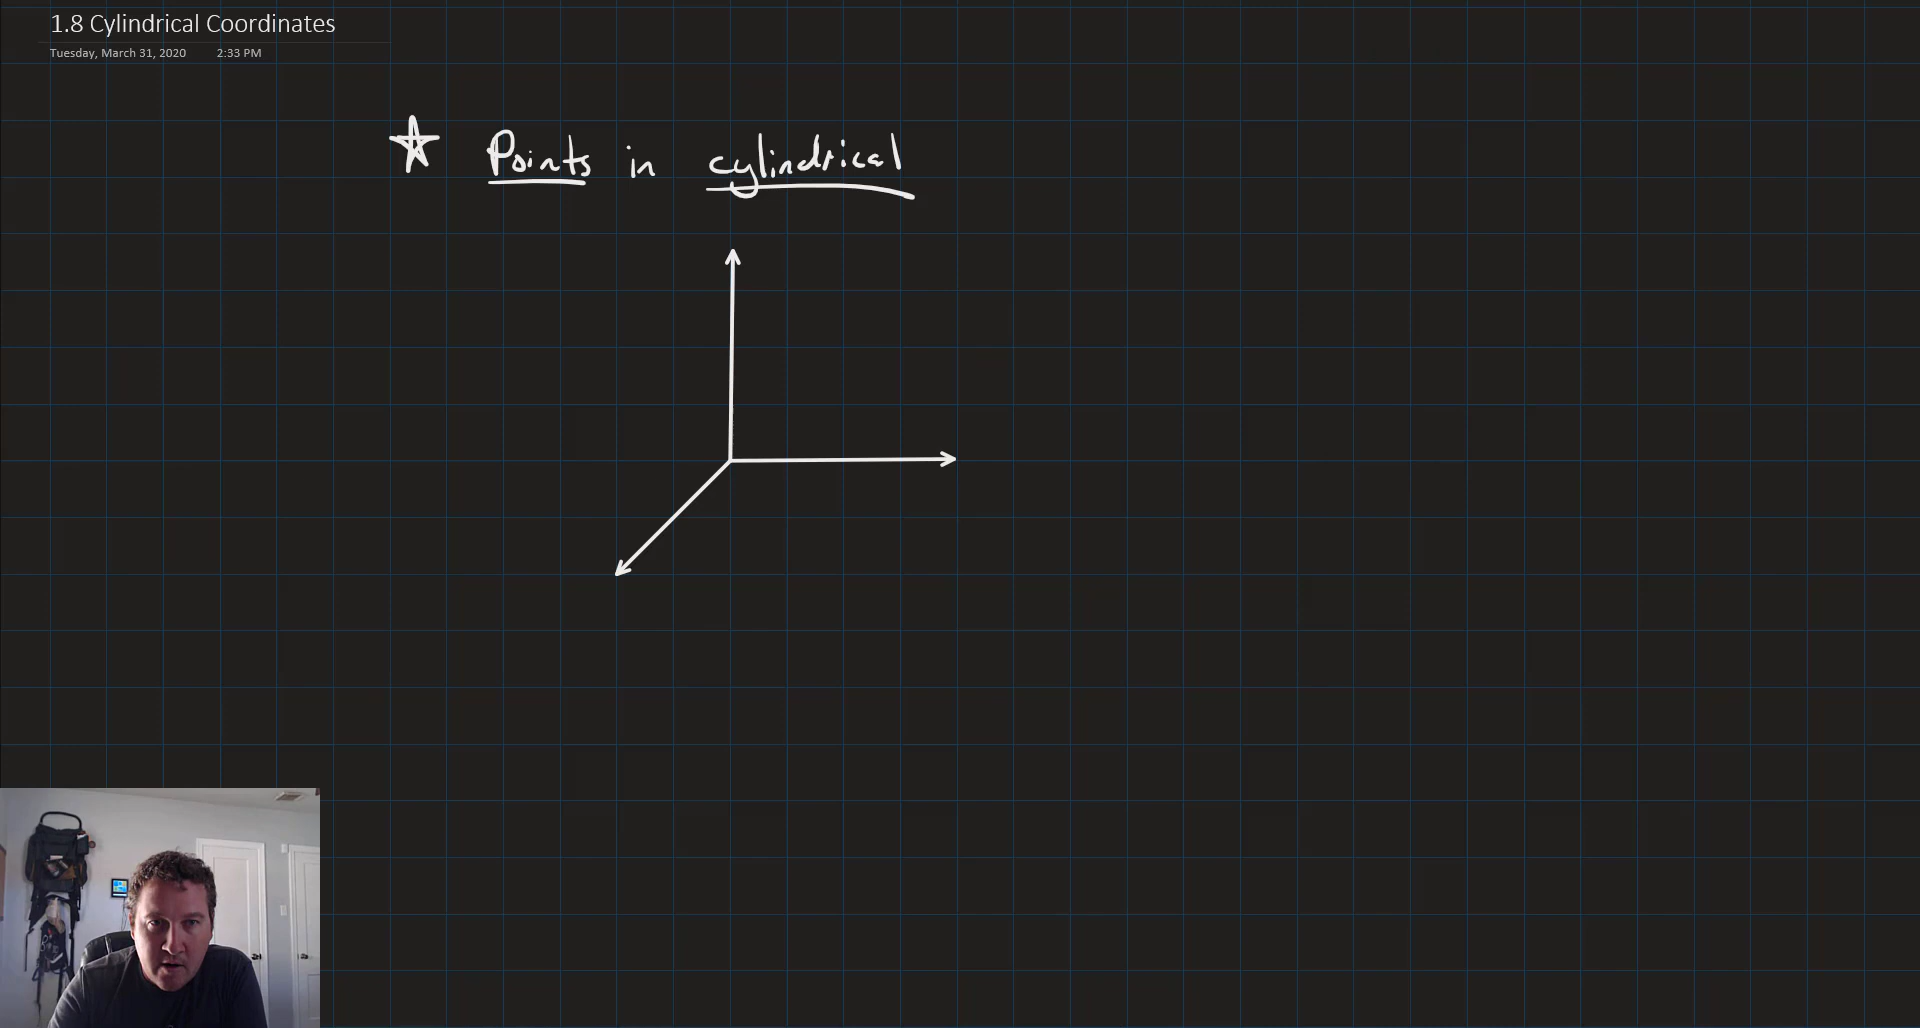 1.8 Cylindrical Coordinates
Tuesday, March 31, 2020 2:33 PM
Points in cylindrical